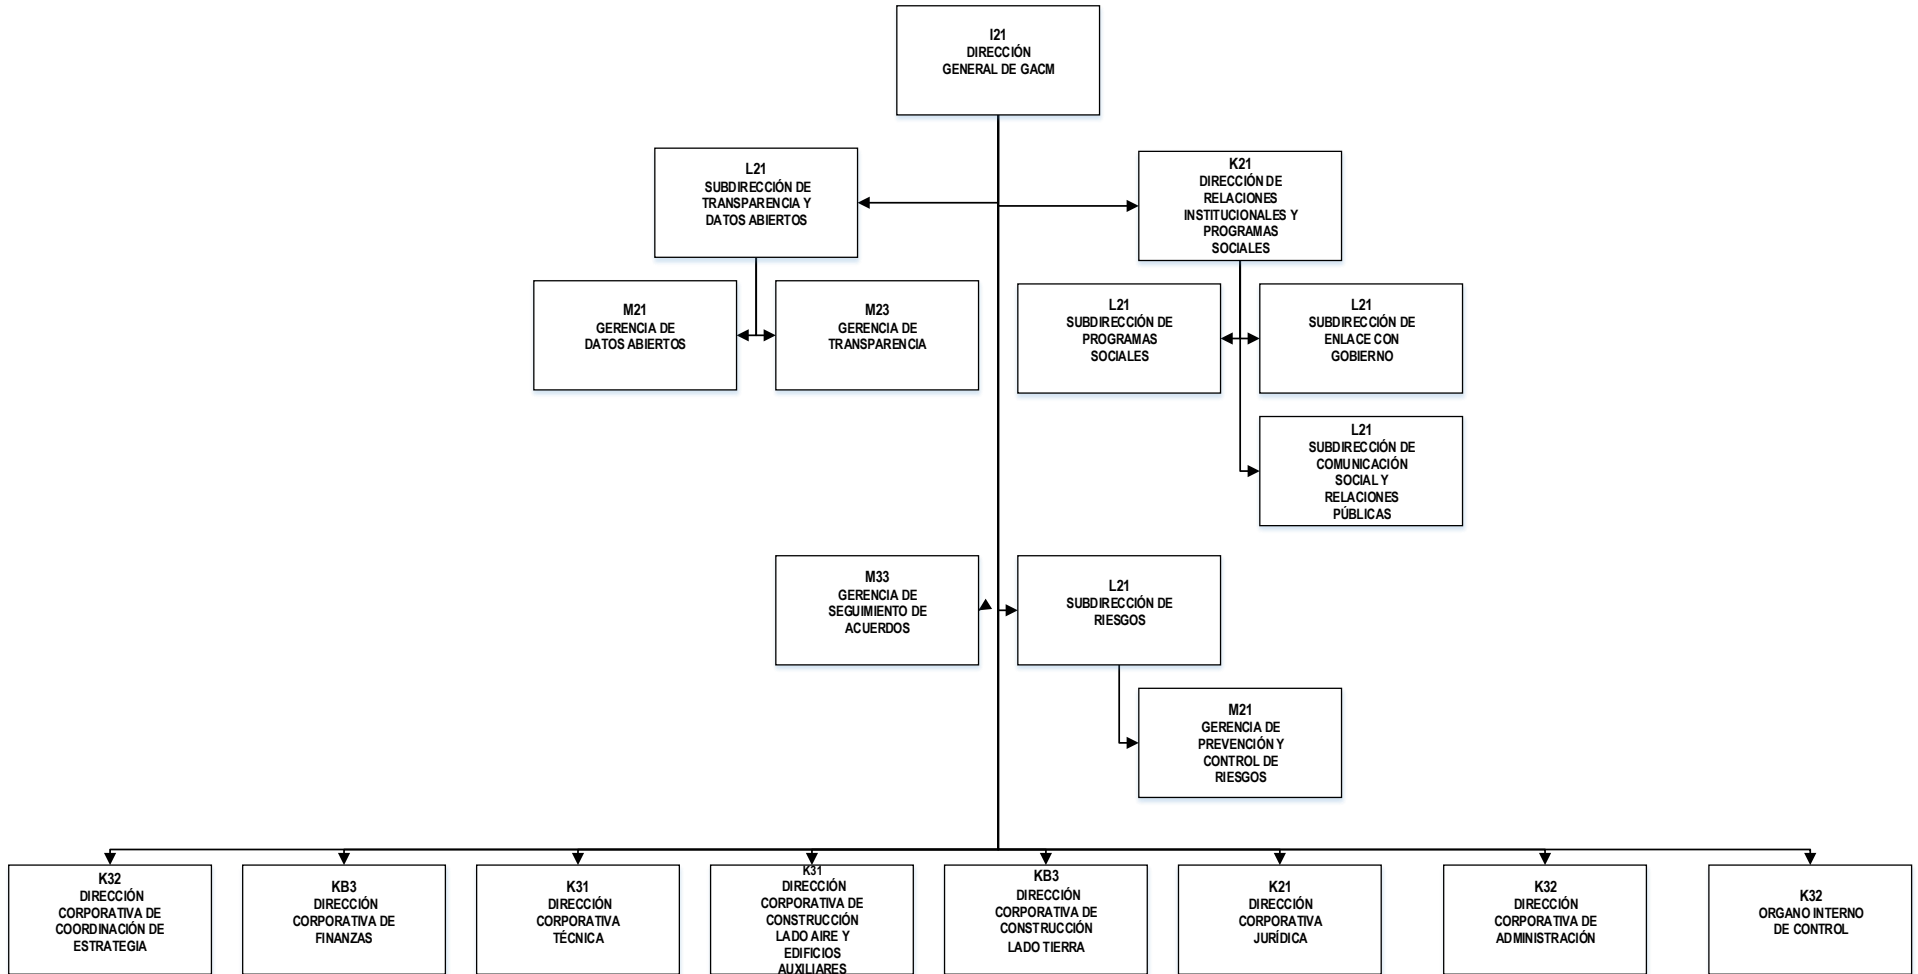 I21
DIRECCIÓN
GENERAL DE GACM
L21
SUBDIRECCIÓN DE
TRANSPARENCIA Y
DATOS ABIERTOS
K21
DIRECCIÓN DE
RELACIONES
INSTITUCIONALES Y
PROGRAMAS
SOCIALES
M21
GERENCIA DE
DATOS ABIERTOS
M23
GERENCIA DE
TRANSPARENCIA
L21
SUBDIRECCIÓN DE
PROGRAMAS
SOCIALES
L21
SUBDIRECCIÓN DE
ENLACE CON
GOBIERNO
L21
SUBDIRECCIÓN DE
COMUNICACIÓN
SOCIAL Y
RELACIONES
PÚBLICAS
M33
GERENCIA DE
SEGUIMIENTO DE
ACUERDOS
L21
SUBDIRECCIÓN DE
RIESGOS
M21
GERENCIA DE
PREVENCIÓN Y
CONTROL DE
RIESGOS
K32
DIRECCIÓN
CORPORATIVA DE
COORDINACIÓN DE
ESTRATEGIA
KB3
DIRECCIÓN
CORPORATIVA DE
FINANZAS
K31
DIRECCIÓN
CORPORATIVA
TÉCNICA
K31
DIRECCIÓN
CORPORATIVA DE
CONSTRUCCIÓN
LADO AIRE Y
EDIFICIOS
AUXILIARES
KB3
DIRECCIÓN
CORPORATIVA DE
CONSTRUCCIÓN
LADO TIERRA
K21
DIRECCIÓN
CORPORATIVA
JURÍDICA
K32
DIRECCIÓN
CORPORATIVA DE
ADMINISTRACIÓN
K32
ORGANO INTERNO
DE CONTROL